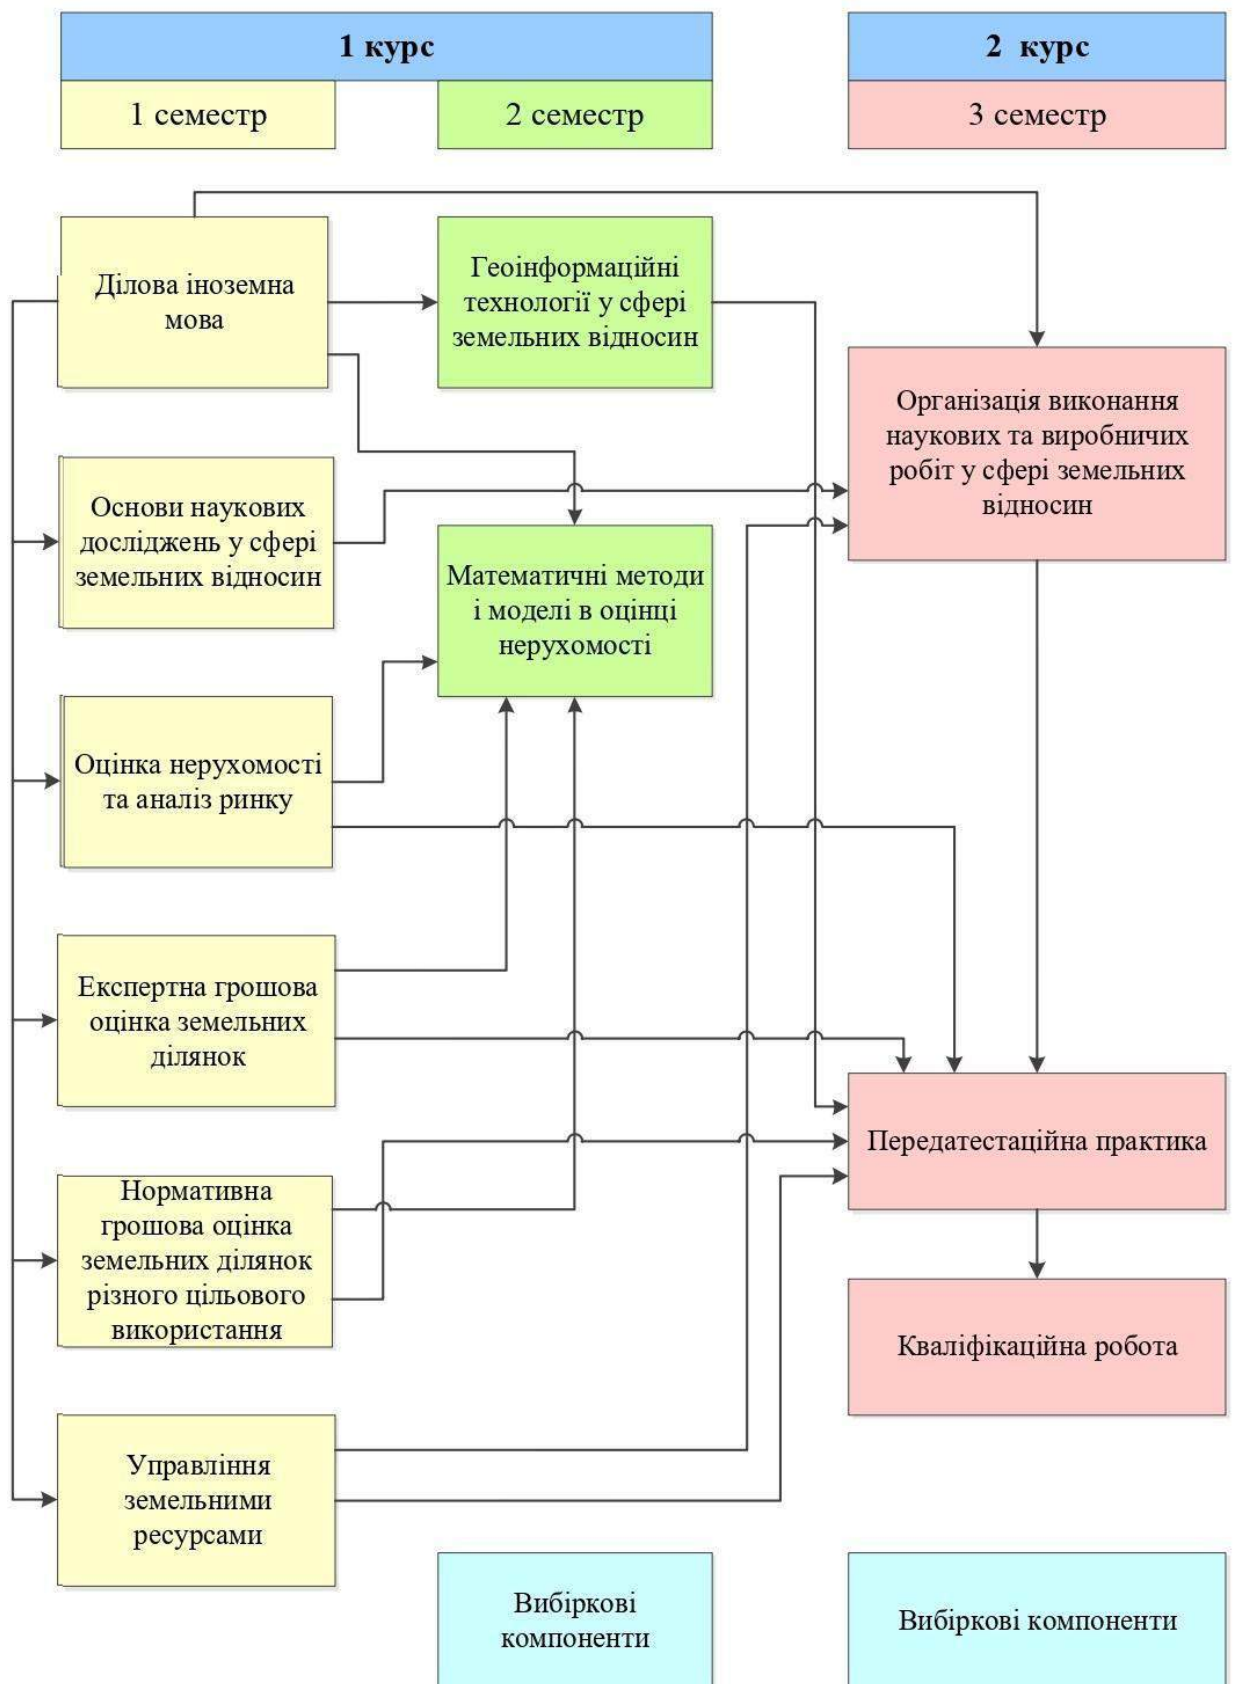 1 курс
2 курс
1 семестр
2 семестр
3 семестр
Ділова іноземна
мова
Геоінформаційні
технології у сфері
земельних відносин
Організація виконання
наукових та виробничих
робіт у сфері земельних
відносин
Основи наукових
досліджень у сфері
земельних відносин
Математичні методи
і моделі в оцінці
нерухомості
Оцінка нерухомості
та аналіз ринку
Експертна грошова
оцінка земельних
ділянок
Передатестаційна практика
Нормативна
грошова оцінка
земельних ділянок
різного цільового
використання
Кваліфікаційна робота
Управління
земельними
ресурсами
Вибіркові
компоненти
Вибіркові компоненти